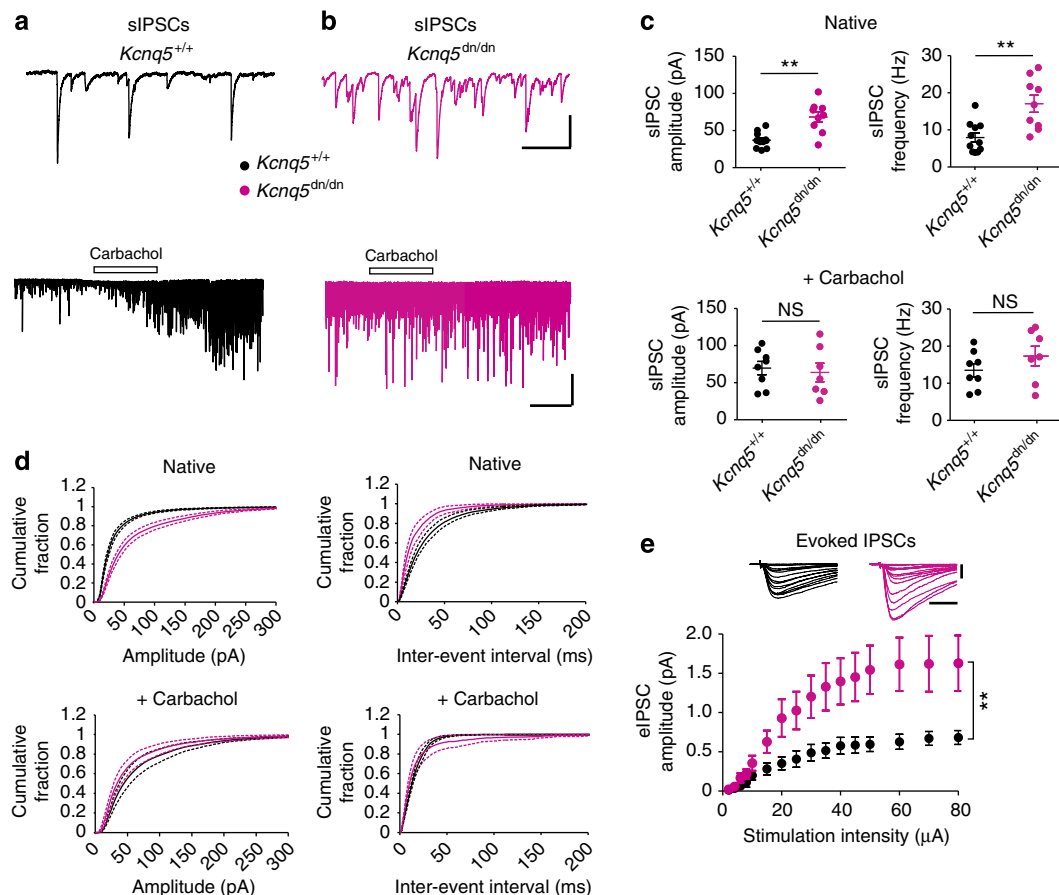 a
sIPSCs
Kcnq5+/+
b
sIPSCs
Kcnq5dn/dn
Kcnq5+/+
Kcnq5dn/dn
Carbachol
Carbachol
c
Native
150
100
50
0
sIPSC
amplitude (pA)
**
Kcnq5+/+
Kcnq5dn/dn
30
20
10
0
sIPSC
frequency (Hz)
**
Kcnq5+/+
Kcnq5dn/dn
+ Carbachol
150
100
50
0
sIPSC
amplitude (pA)
NS
Kcnq5+/+
Kcnq5dn/dn
30
20
10
0
sIPSC
frequency (Hz)
NS
Kcnq5+/+
Kcnq5dn/dn
d
Native
1.2
1
0.8
0.6
0.4
0.2
0
Cumulative
fraction
0 50 100 150 200 250 300
Amplitude (pA)
1.2
1
0.8
0.6
0.4
0.2
0
Cumulative
fraction
0 50 100 150 200
Inter-event interval (ms)
+ Carbachol
1.2
1
0.8
0.6
0.4
0.2
0
Cumulative
fraction
0 50 100 150 200 250 300
Amplitude (pA)
+ Carbachol
1.2
1
0.8
0.6
0.4
0.2
0
Cumulative
fraction
0 50 100 150 200
Inter-event interval (ms)
e
Evoked IPSCs
2.0
1.5
1.0
0.5
0
eIPSC
amplitude (pA)
**
0 20 40 60 80
Stimulation intensity (μA)